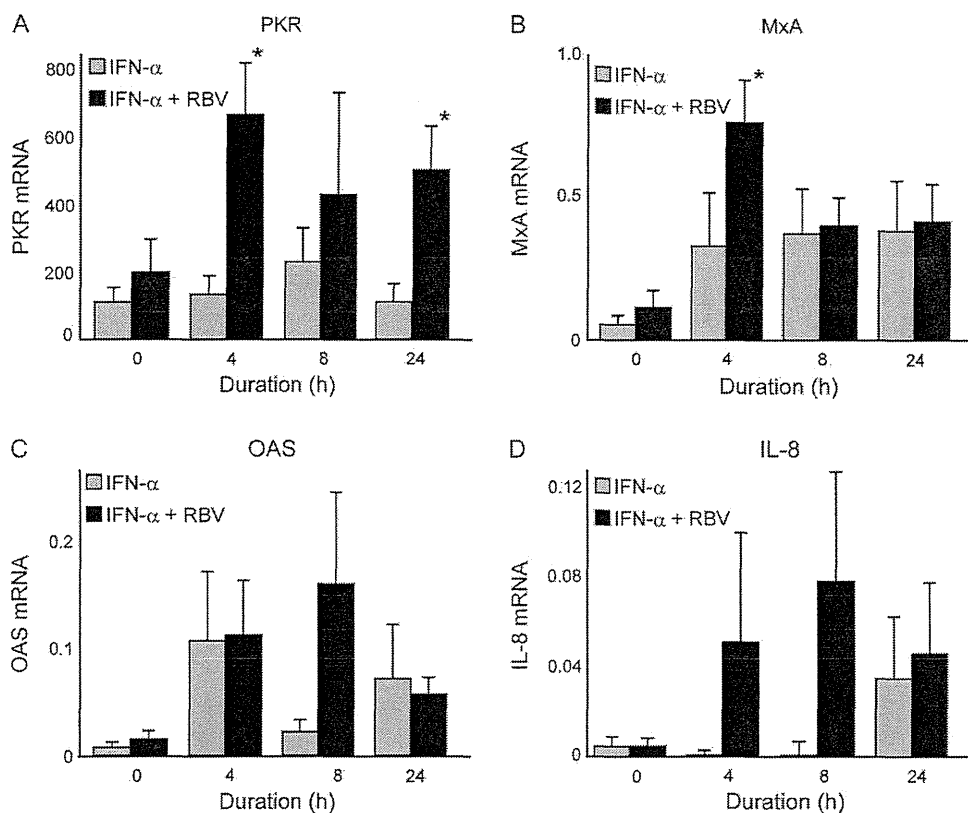 A
PKR
IFN-α
IFN-α + RBV
*
*
PKR mRNA
800
600
400
200
0
0 4 8 24
Duration (h)
B
MxA
IFN-α
IFN-α + RBV
*
MxA mRNA
1.0
0.5
0
0 4 8 24
Duration (h)
C
OAS
IFN-α
IFN-α + RBV
OAS mRNA
0.2
0.1
0
0 4 8 24
Duration (h)
D
IL-8
IFN-α
IFN-α + RBV
IL-8 mRNA
0.12
0.08
0.04
0
0 4 8 24
Duration (h)